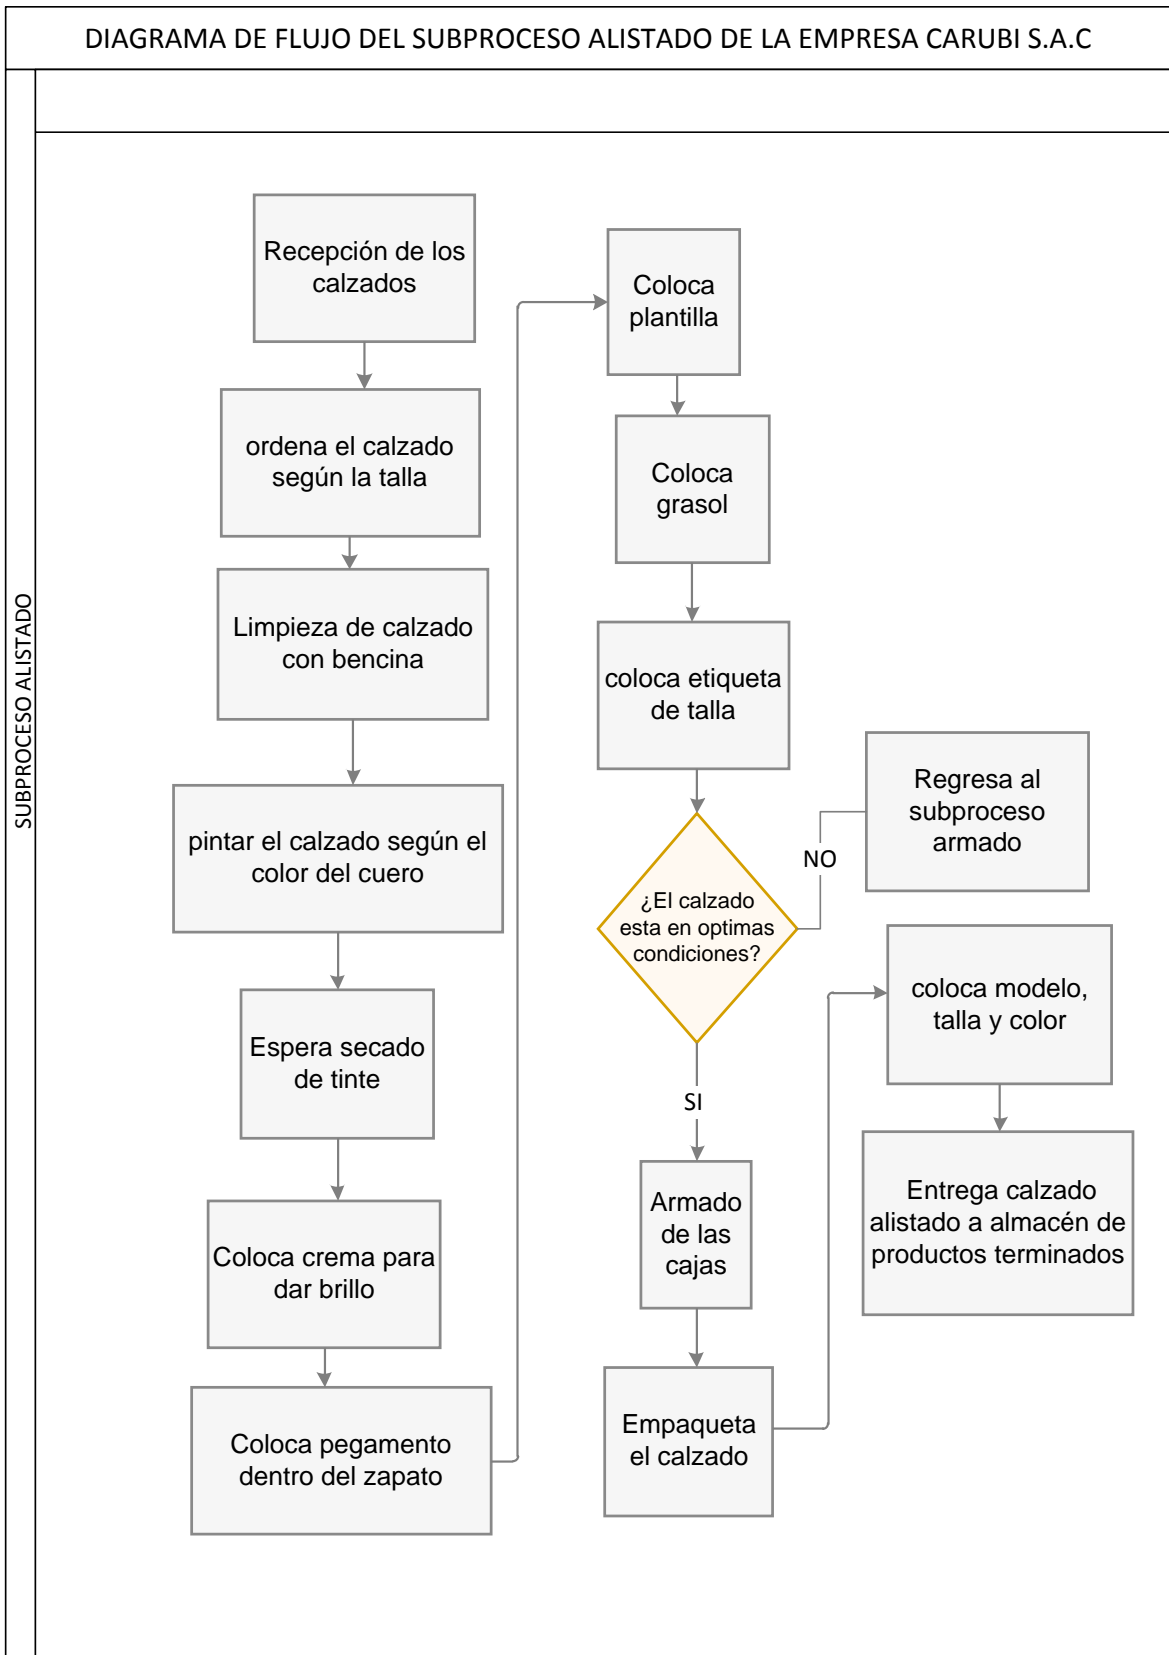 DIAGRAMA DE FLUJO DEL SUBPROCESO ALISTADO DE LA EMPRESA CARUBI S.A.C
SUBPROCESO ALISTADO
Recepción de los
calzados
ordena el calzado
según la talla
Limpieza de calzado
con bencina
pintar el calzado según el
color del cuero
Espera secado
de tinte
Coloca crema para
dar brillo
Coloca pegamento
dentro del zapato
Coloca
plantilla
Coloca
grasol
coloca etiqueta
de talla
¿El calzado
esta en optimas
condiciones?
NO
Regresa al
subproceso
armado
SI
Armado
de las
cajas
Empaqueta
el calzado
coloca modelo,
talla y color
Entrega calzado
alistado a almacén de
productos terminados